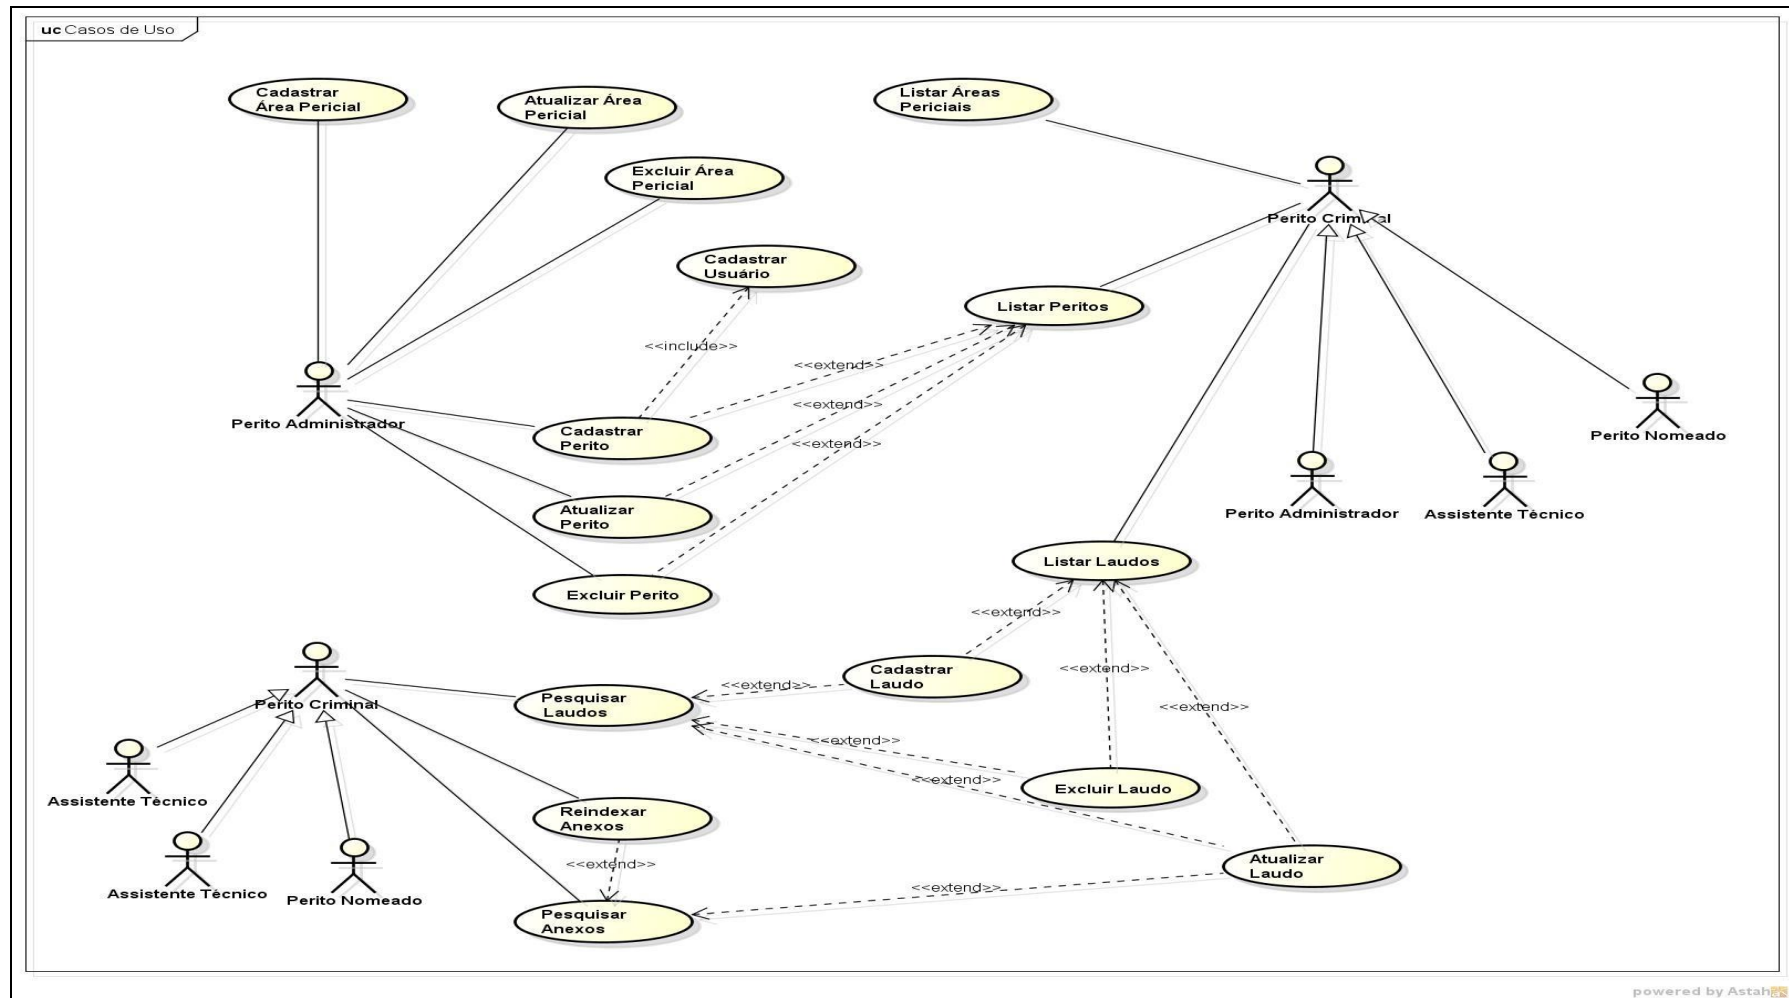 uc Casos de Uso
Cadastrar
Área Pericial
Atualizar Área
Pericial
Listar Áreas
Periciais
Excluir Área
Pericial
Perito Criminal
Cadastrar
Usuário
Listar Peritos
<<include>>
<<extend>>
<<extend>>
<<extend>>
Perito Administrador
Cadastrar
Perito
Perito Nomeado
Atualizar
Perito
Perito Administrador
Assistente Tècnico
Excluir Perito
Listar Laudos
<<extend>>
<<extend>>
<<extend>>
Cadastrar
Laudo
<<extend>>
Perito Criminal
Pesquisar
Laudos
<<extend>>
<<extend>>
Excluir Laudo
Assistente Tècnico
Reindexar
Anexos
<<extend>>
Atualizar
Laudo
<<extend>>
Assistente Tècnico
Perito Nomeado
Pesquisar
Anexos
powered by Astah